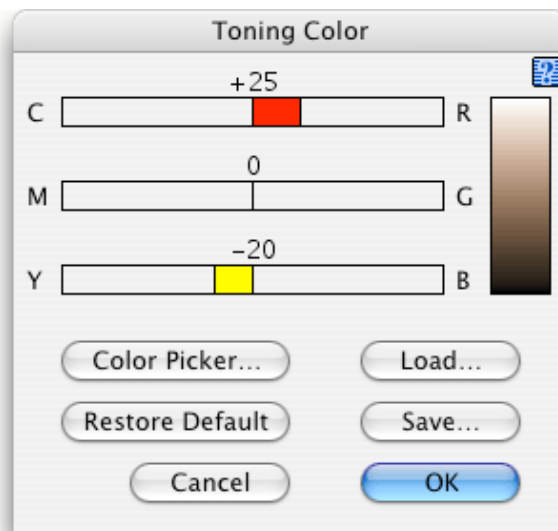 Toning Color
+25
C R
0
M G
−20
Y B
Color Picker... Load...
Restore Default Save...
Cancel OK